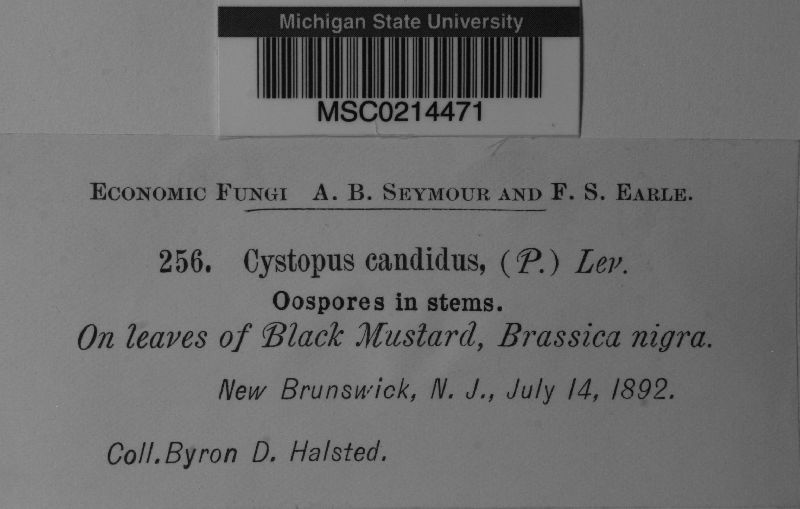 Michigan State University
MSC0214471
ECONOMIC FUNGI A. B. SEYMOUR AND F. S. EARLE.
256. Cystopus candidus, (P.) Lev.
Oospores in stems.
On leaves of Black Mustard, Brassica nigra.
New Brunswick, N. J., July 14, 1892.
Coll. Byron D. Halsted.